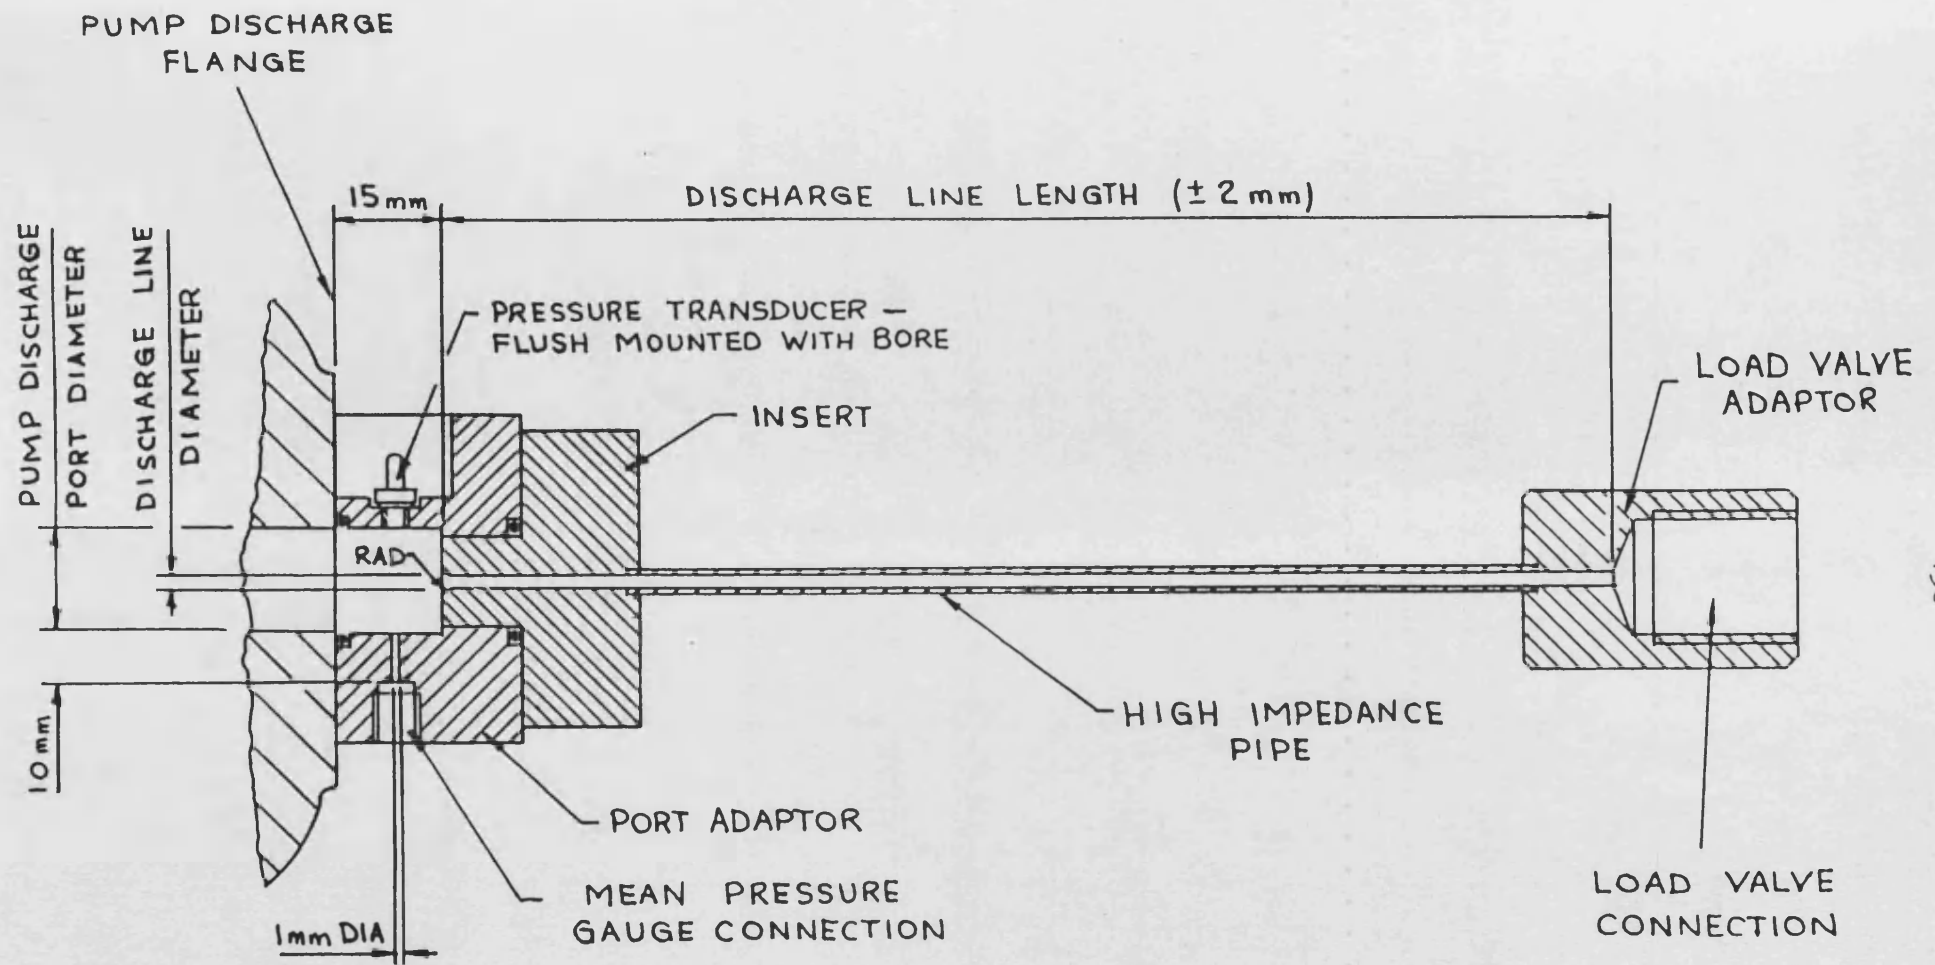 PUMP DISCHARGE
FLANGE
15mm
DISCHARGE LINE LENGTH (± 2 mm)
PUMP DISCHARGE
PORT DIAMETER
DISCHARGE LINE
DIAMETER
PRESSURE TRANSDUCER –
FLUSH MOUNTED WITH BORE
INSERT
LOAD VALVE
ADAPTOR
RAD
HIGH IMPEDANCE
PIPE
10mm
PORT ADAPTOR
MEAN PRESSURE
GAUGE CONNECTION
1mm DIA
LOAD VALVE
CONNECTION